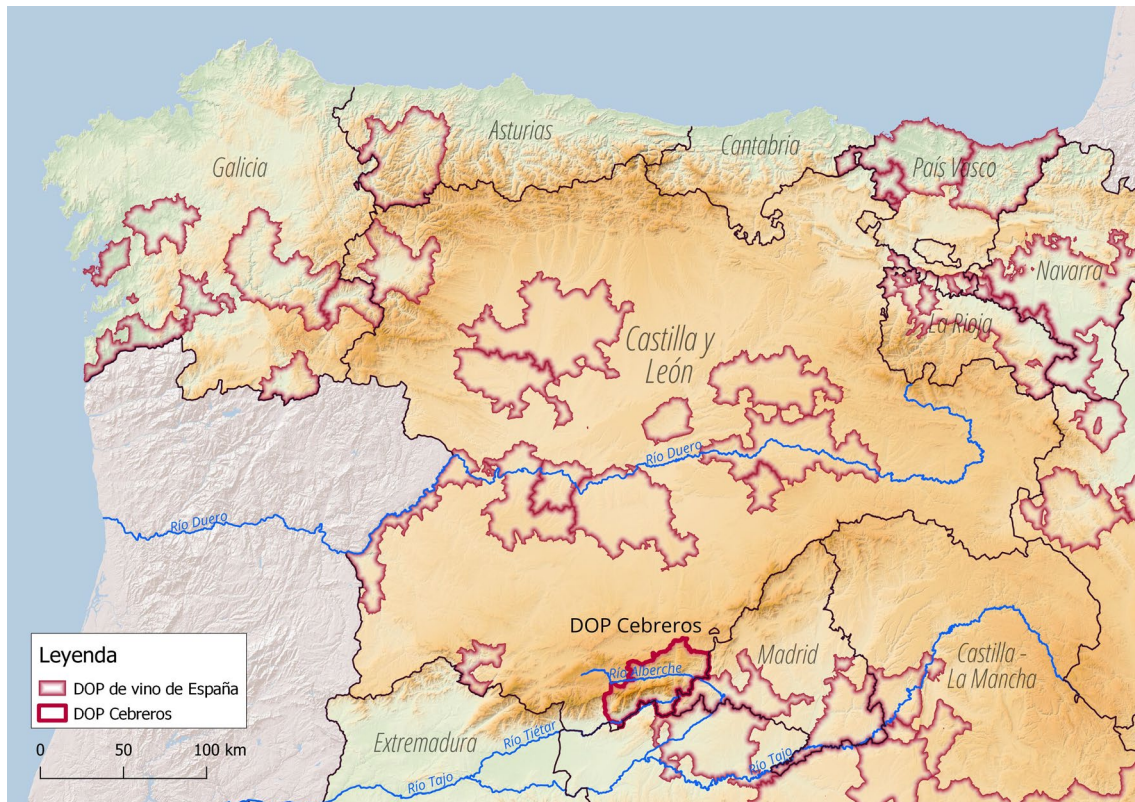 Asturias
Cantabria
Galicia
País Vasco
Navarra
La Rioja
Castilla y
León
Río Duero
Río Duero
DOP Cebreros
Madrid
Río Alberche
Castilla -
La Mancha
Extremadura
Río Tiétar
Río Tajo
Río Tajo
Leyenda
DOP de vino de España
DOP Cebreros
0 50 100 km